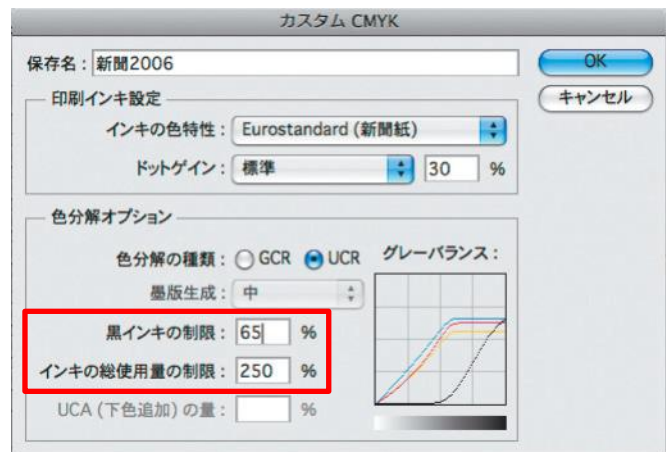 カスタム CMYK
保存名：新聞2006
OK
キャンセル
印刷インキ設定
インキの色特性：Eurostandard (新聞紙)
ドットゲイン：標準 30 %
色分解オプション
色分解の種類：GCR UCR グレーバランス：
墨版生成：中
黒インキの制限：65 %
インキの総使用量の制限：250 %
UCA (下色追加) の量： %